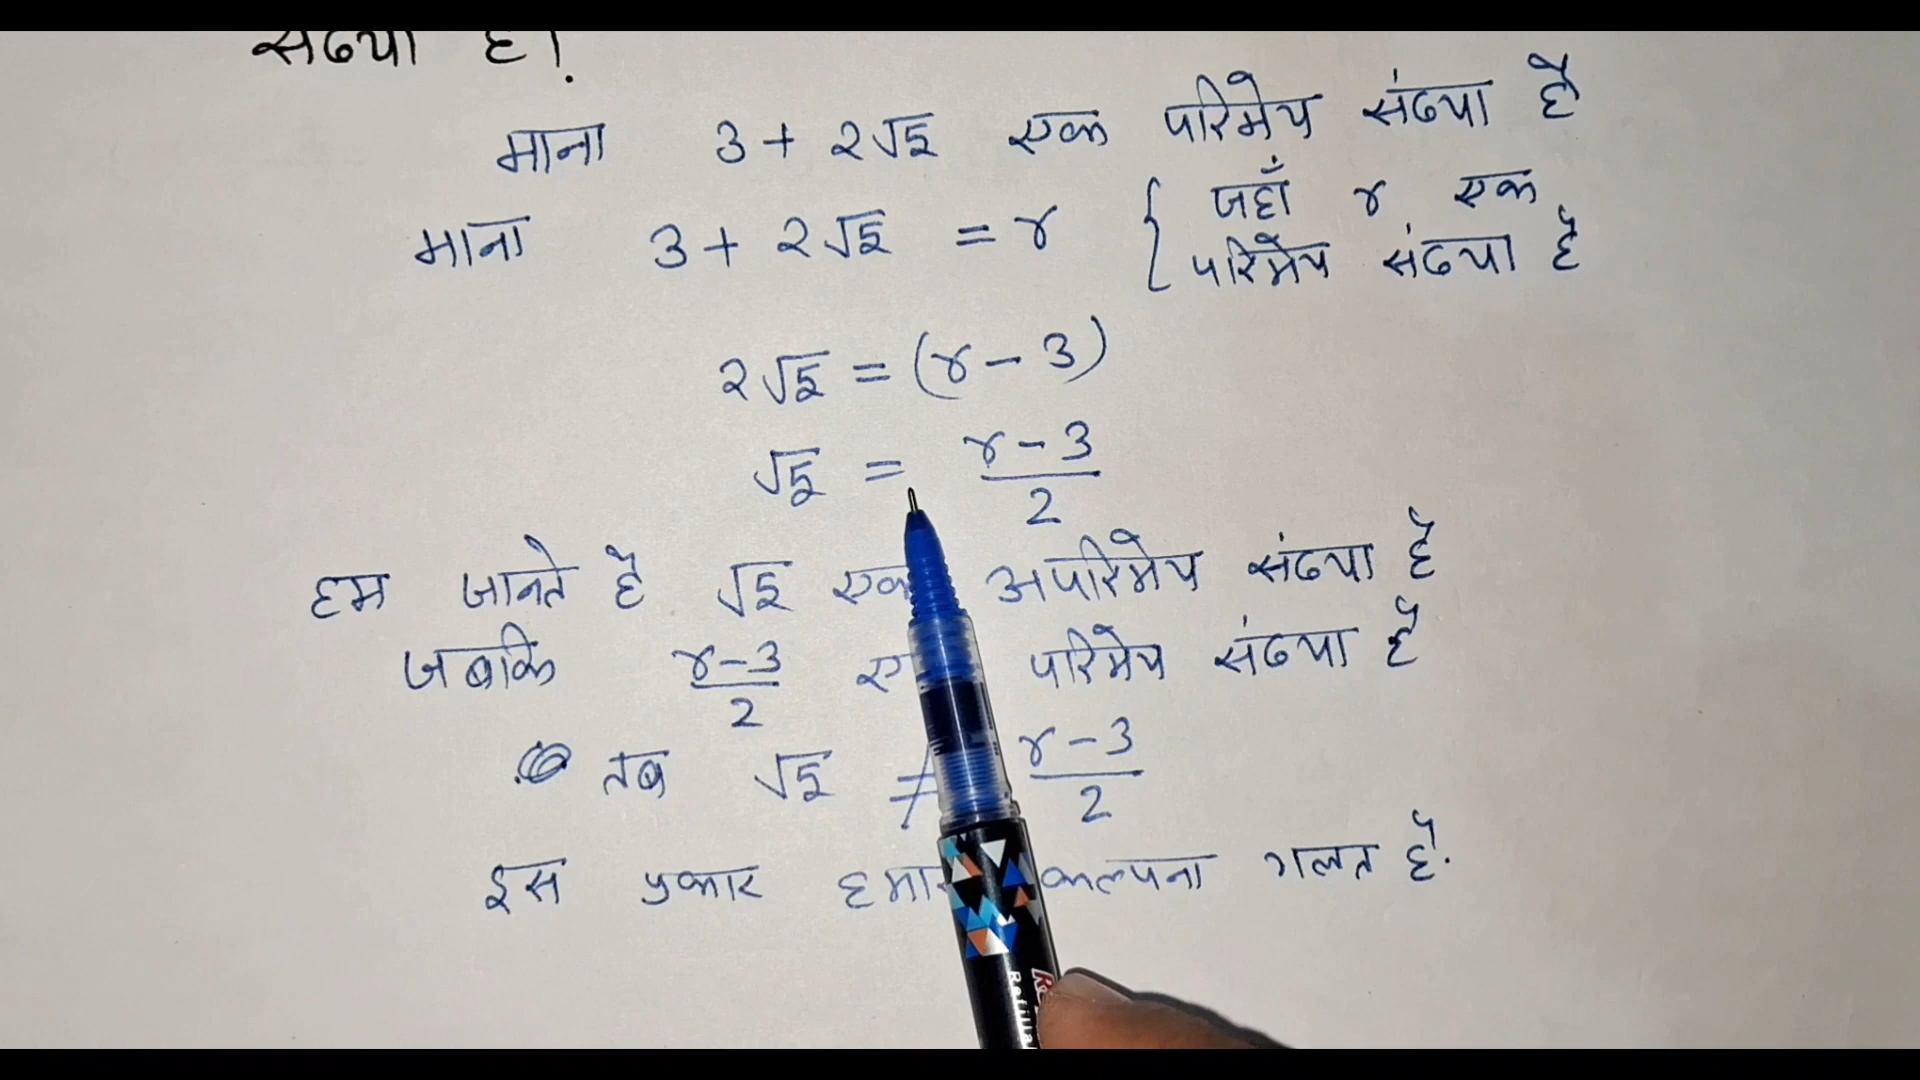 संख्या है।
माना 3 + 2√5 एक परिमेय संख्या है
माना 3 + 2√5 = r { जहाँ r एक
परिमेय संख्या है
2√5 = (r - 3)
√5 = r - 3 / 2
हम जानते है √5 एक अपरिमेय संख्या है
जबकि r - 3 / 2 ए परिमेय संख्या है
तब √5 ≠ r - 3 / 2
इस प्रकार हमा कल्पना गलत है.